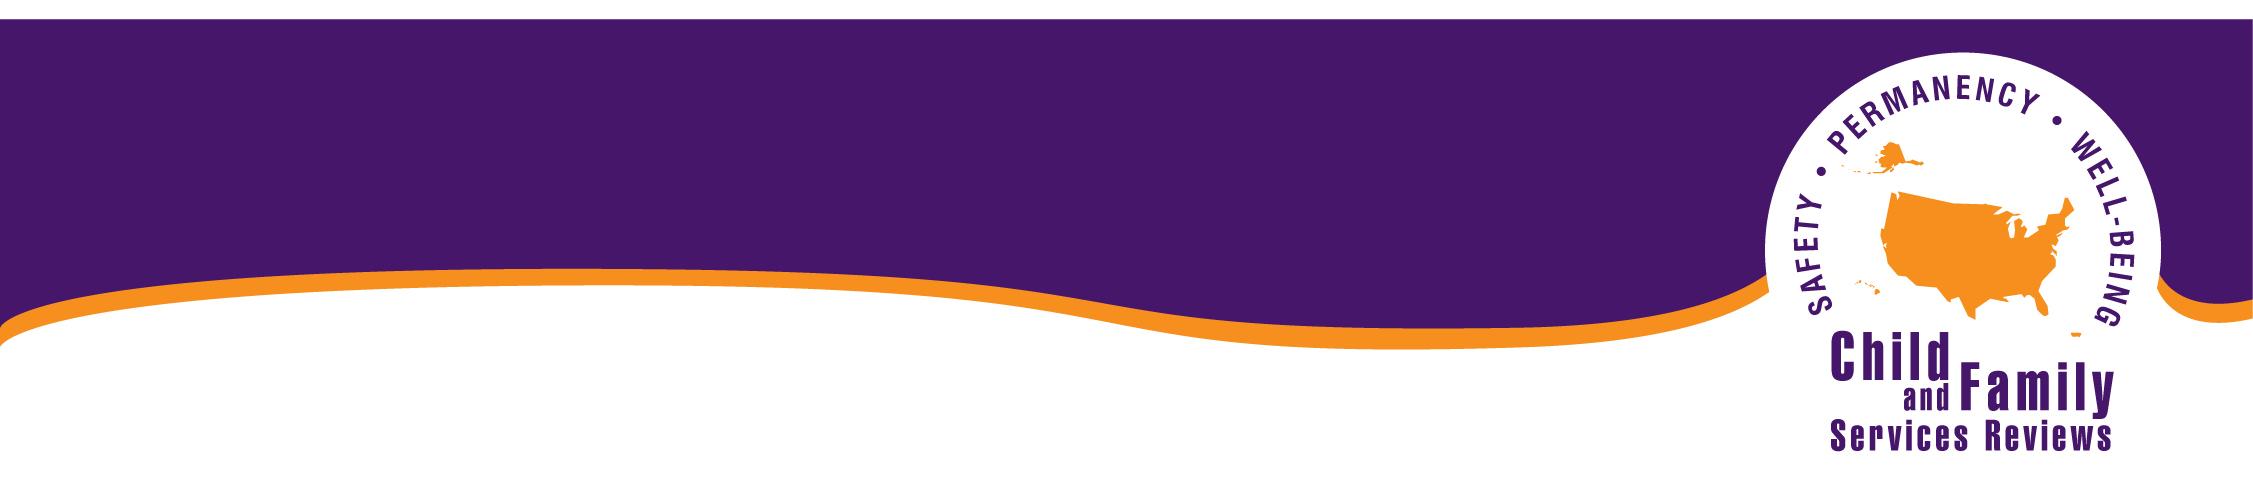 SAFETY • PERMANENCY • WELL-BEING
Child
and Family
Services Reviews